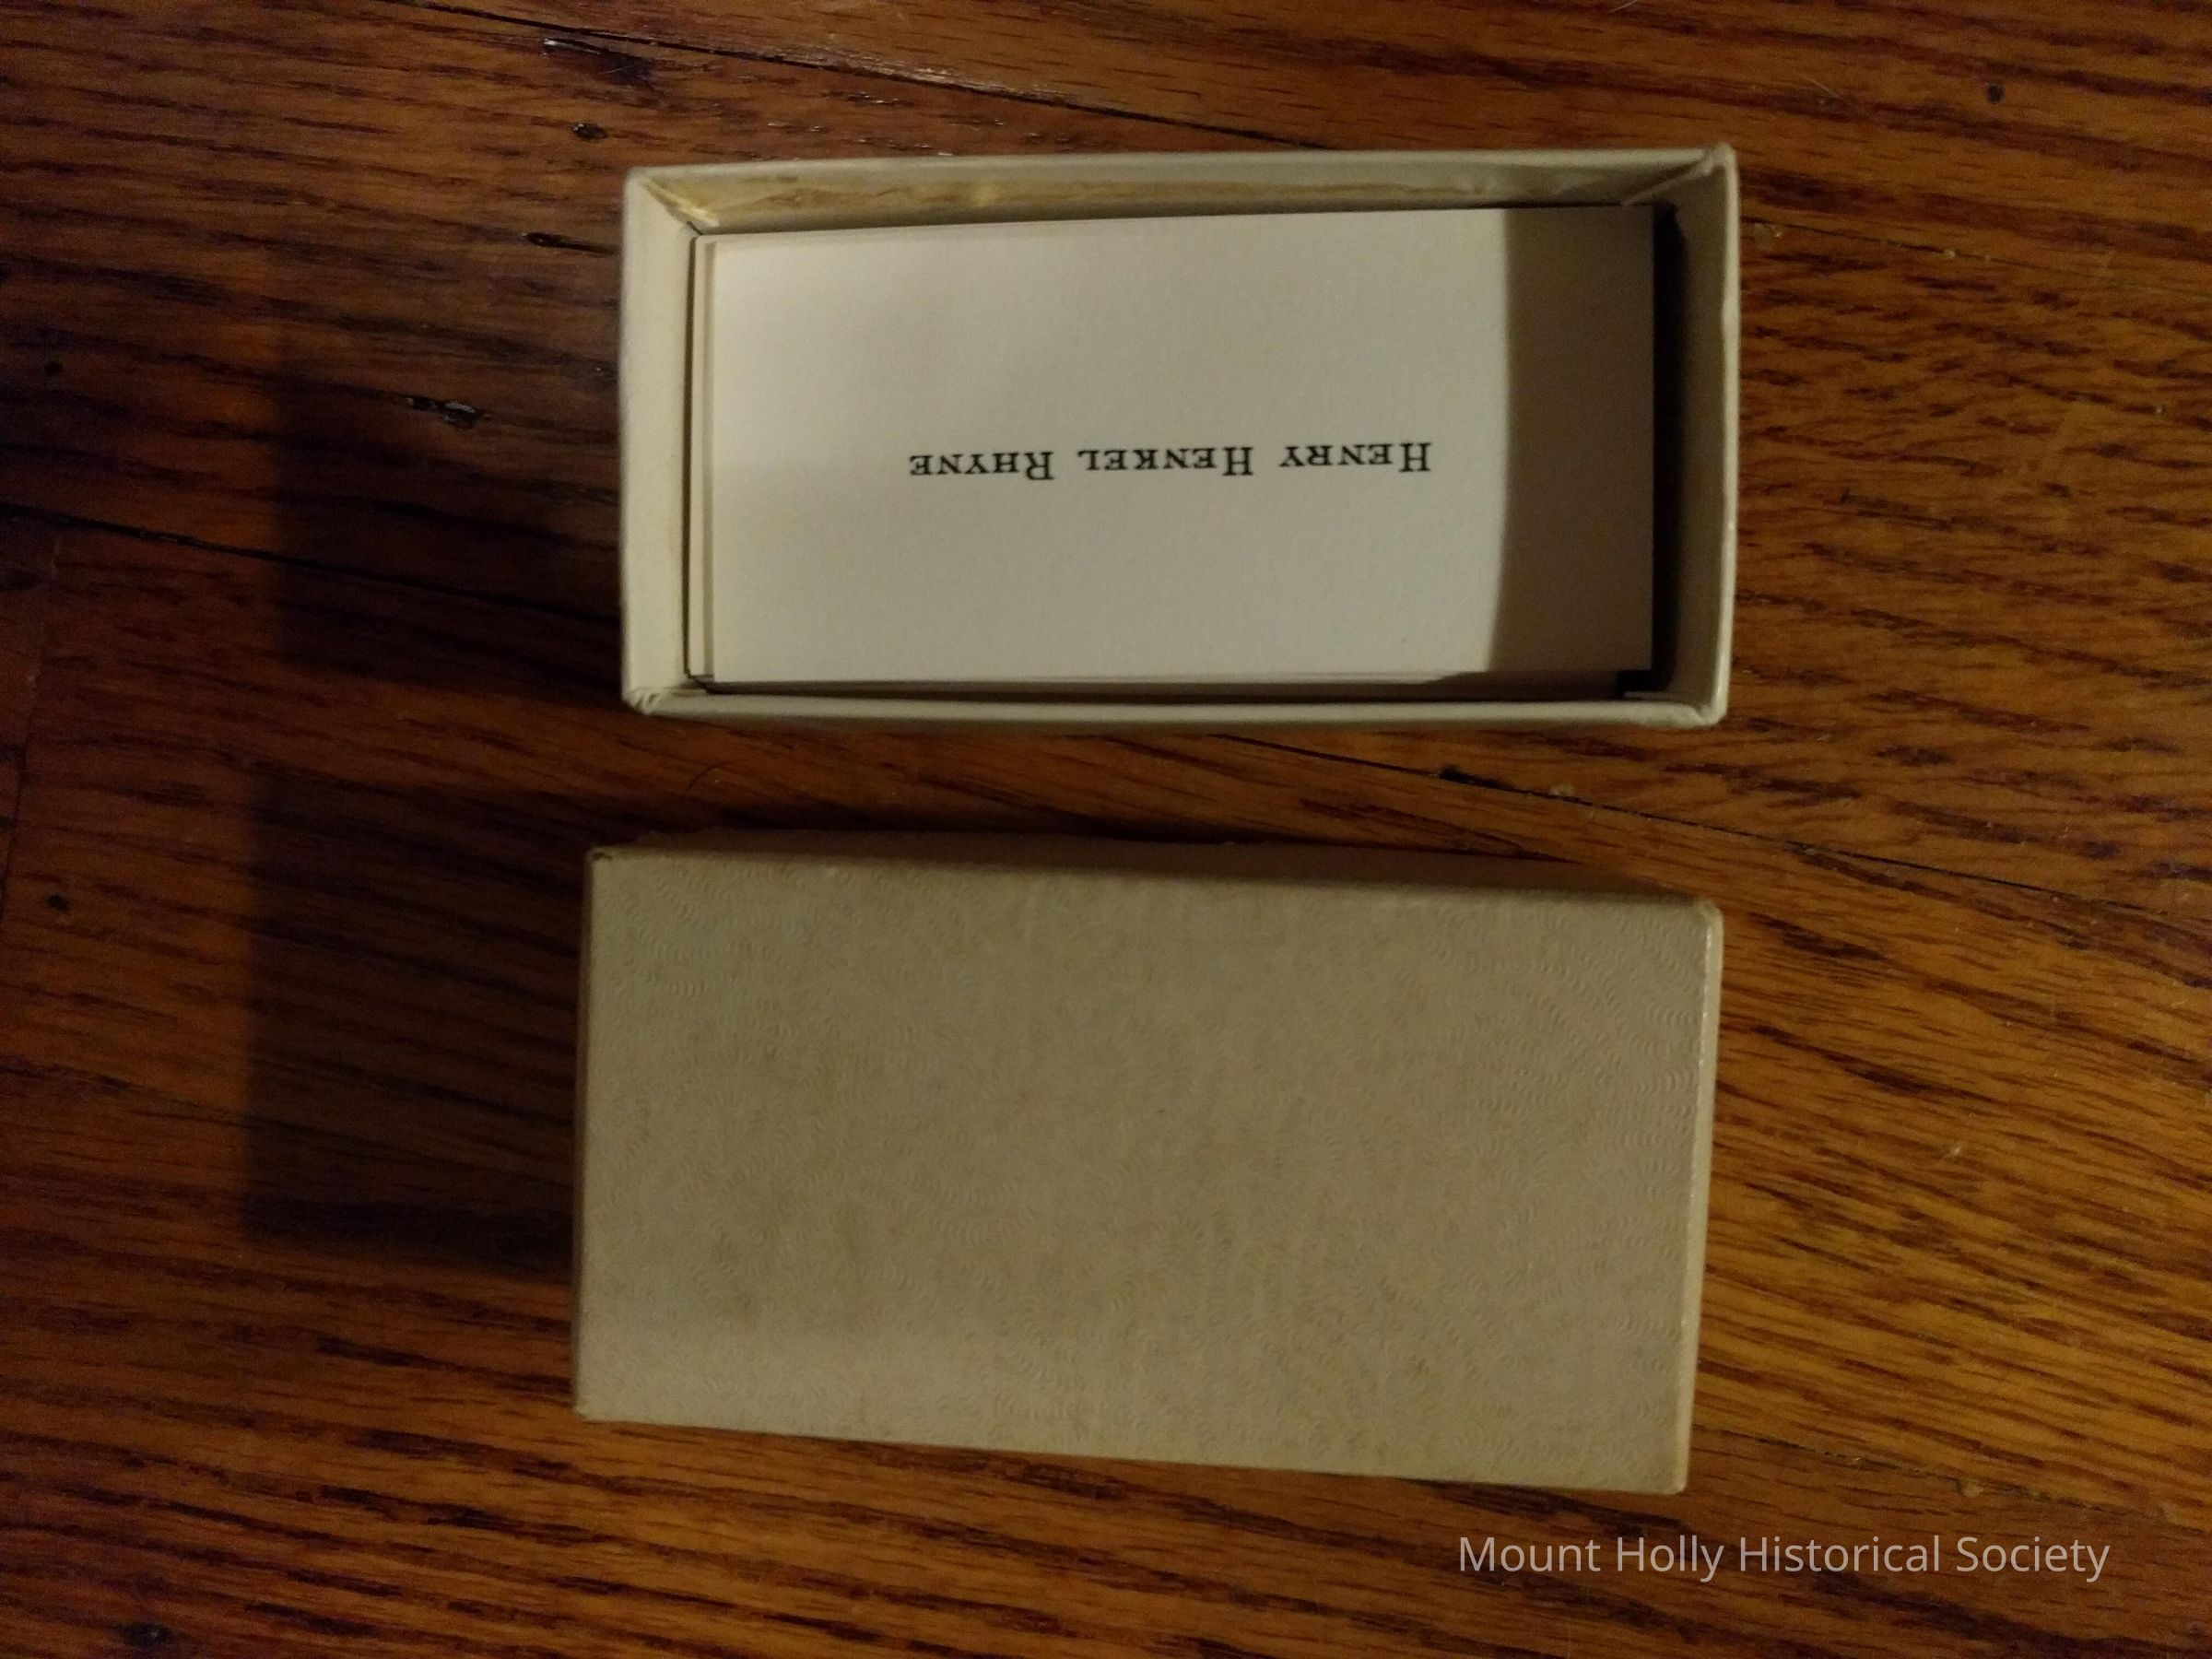 Henry Henkel Rhyne
Mount Holly Historical Society